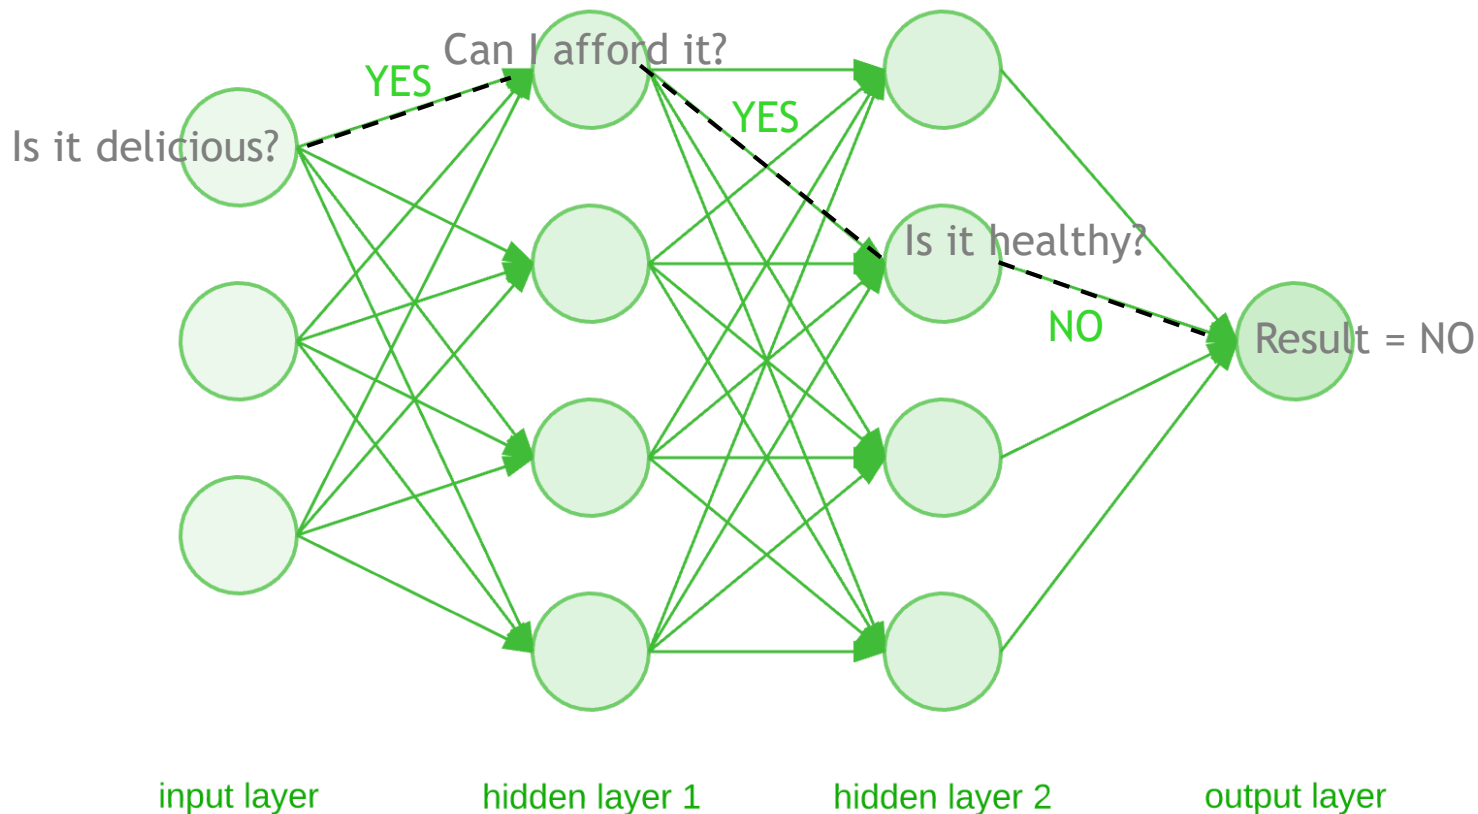 Can I afford it?
YES
YES
Is it delicious?
Is it healthy?
NO
Result = NO
input layer
hidden layer 1
hidden layer 2
output layer